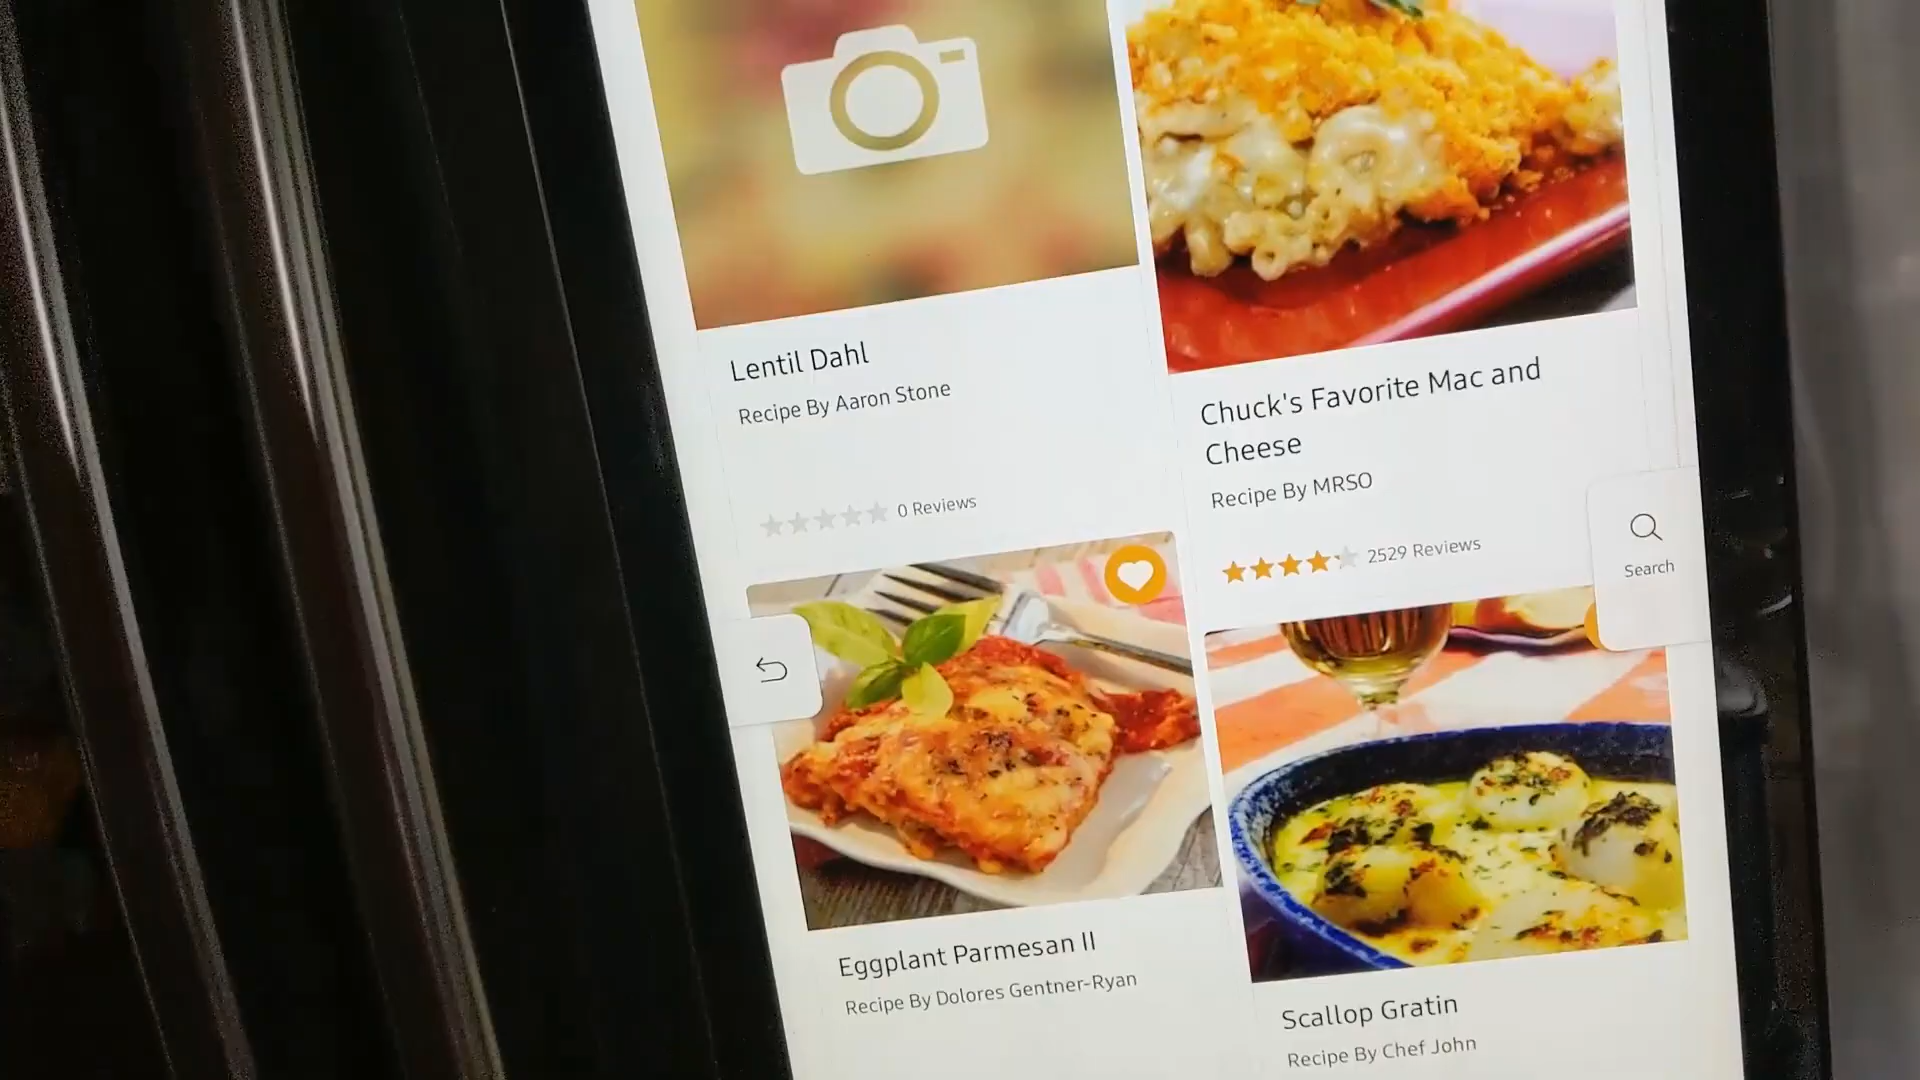 Lentil Dahl
Recipe By Aaron Stone
0 Reviews
Chuck's Favorite Mac and
Cheese
Recipe By MRSO
2529 Reviews
Search
Eggplant Parmesan II
Recipe By Dolores Gentner-Ryan
Scallop Gratin
Recipe By Chef John